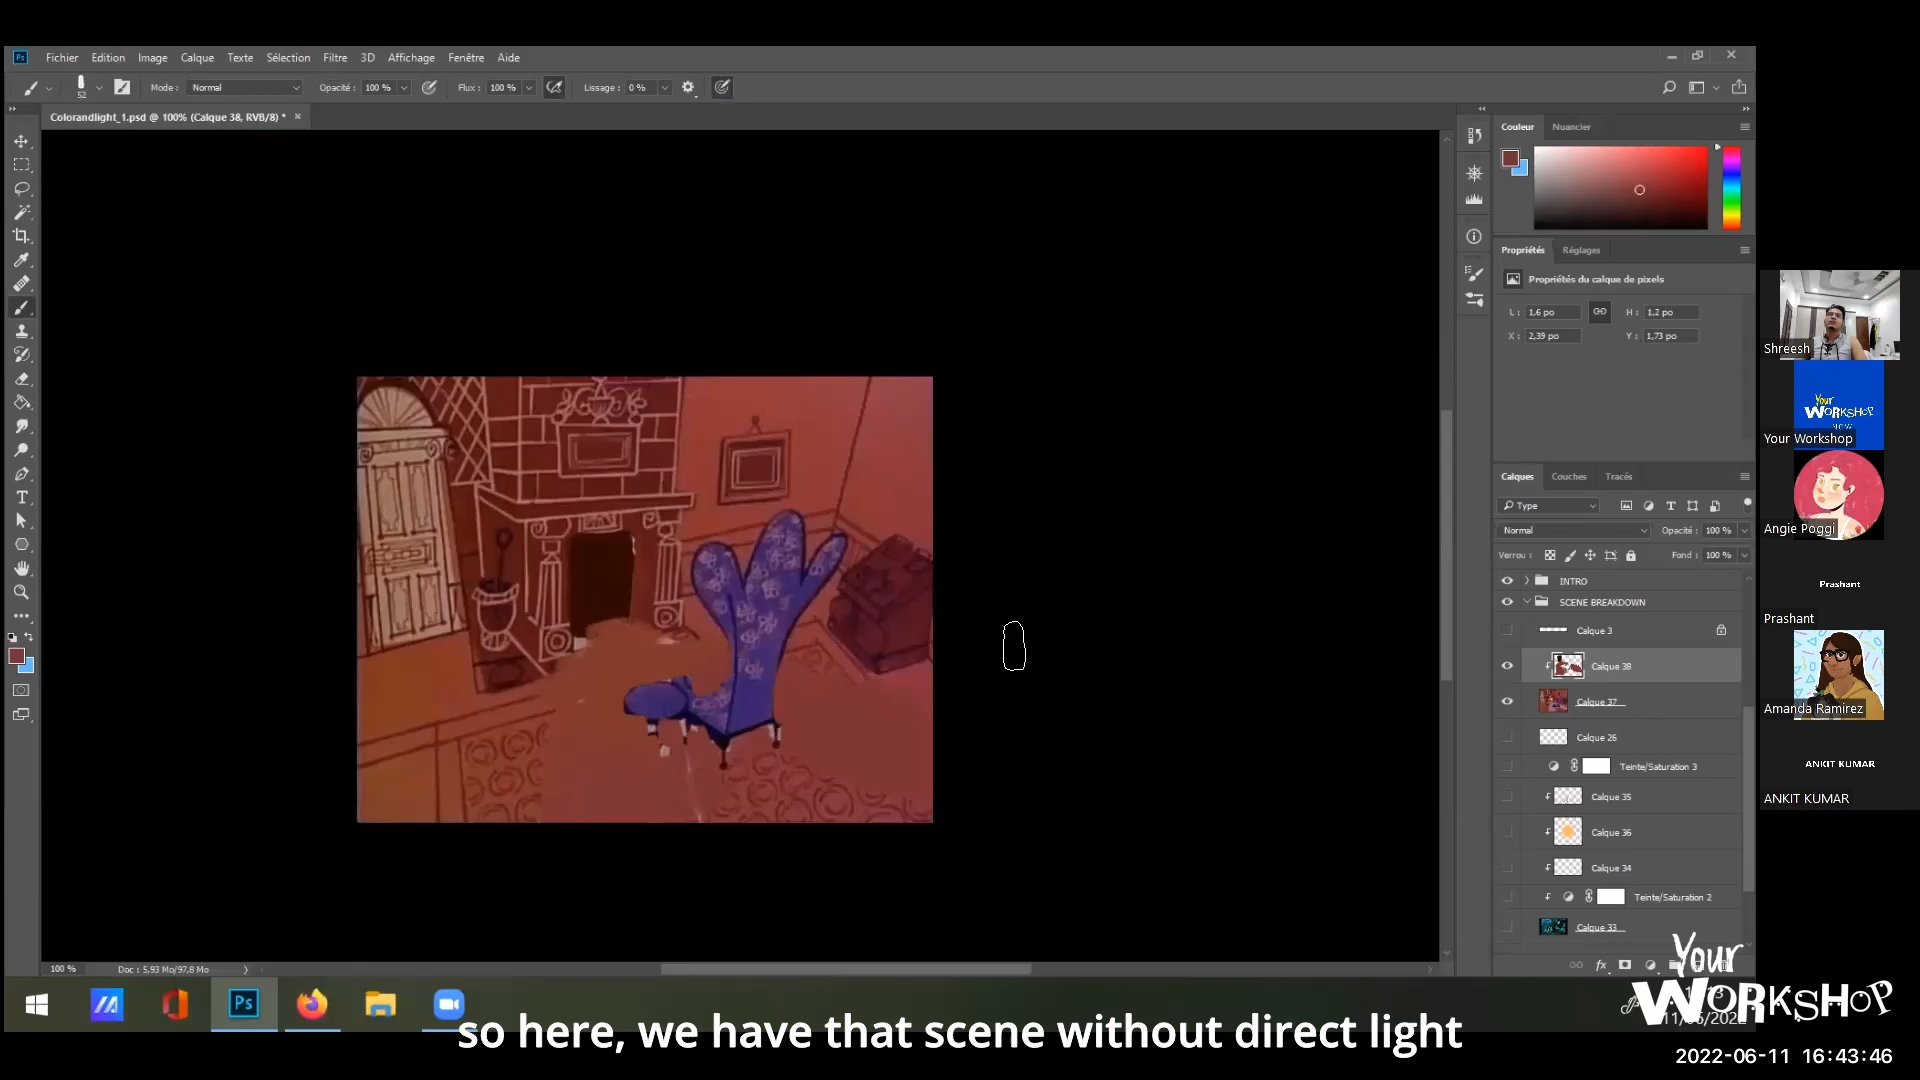 Fichier Edition Image Calque Texte Sélection Filtre 3D Affichage Fenêtre Aide
52 Mode : Normal Opacité : 100 % Flux : 100 % Lissage : 0 %
Colorandlight_1.psd @ 100% (Calque 38, RVB/8) *
Couleur Nuancier
Propriétés Réglages
Propriétés du calque de pixels
L : 1,6 po H : 1,2 po
X : 2,39 po Y : 1,73 po
Calques Couches Tracés
Type
Normal Opacité : 100 %
Verrou : Fond : 100 %
INTRO
SCENE BREAKDOWN
Calque 3
Calque 38
Calque 37
Calque 26
Teinte/Saturation 3
Calque 35
Calque 36
Calque 34
Teinte/Saturation 2
Calque 33
fx
100 % Doc : 5,93 Mo/97,8 Mo
Shreesh
Your
WORKSHOP
Your Workshop
Angie Poggi
Prashant
Prashant
Amanda Ramirez
ANKIT KUMAR
ANKIT KUMAR
Your
WORKSHOP
so here, we have that scene without direct light
2022-06-11 16:43:46